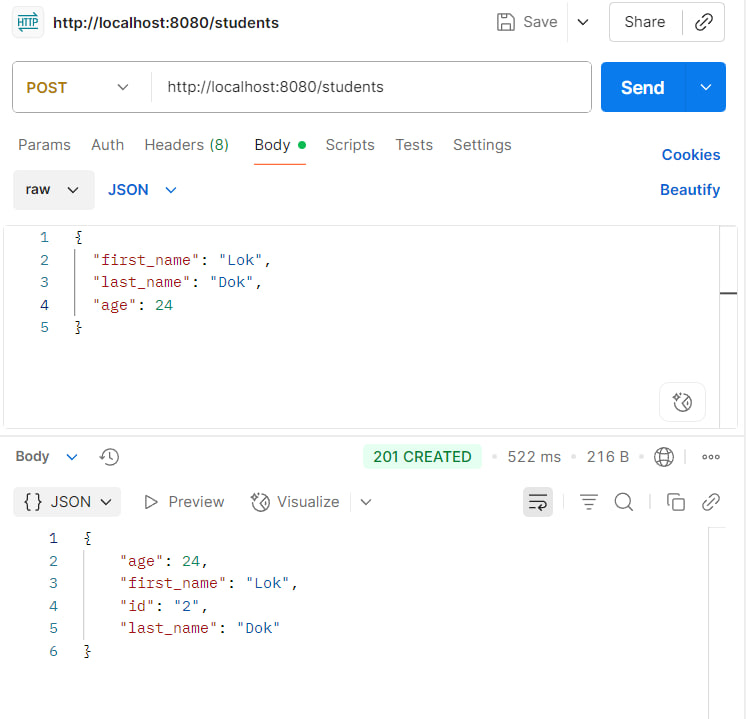 HTTP http://localhost:8080/students Save Share
POST http://localhost:8080/students Send
Params Auth Headers (8) Body Scripts Tests Settings Cookies
raw JSON Beautify
1 {
2 "first_name": "Lok",
3 "last_name": "Dok",
4 "age": 24
5 }
Body 201 CREATED 522 ms 216 B
{} JSON Preview Visualize
1 {
2 "age": 24,
3 "first_name": "Lok",
4 "id": "2",
5 "last_name": "Dok"
6 }